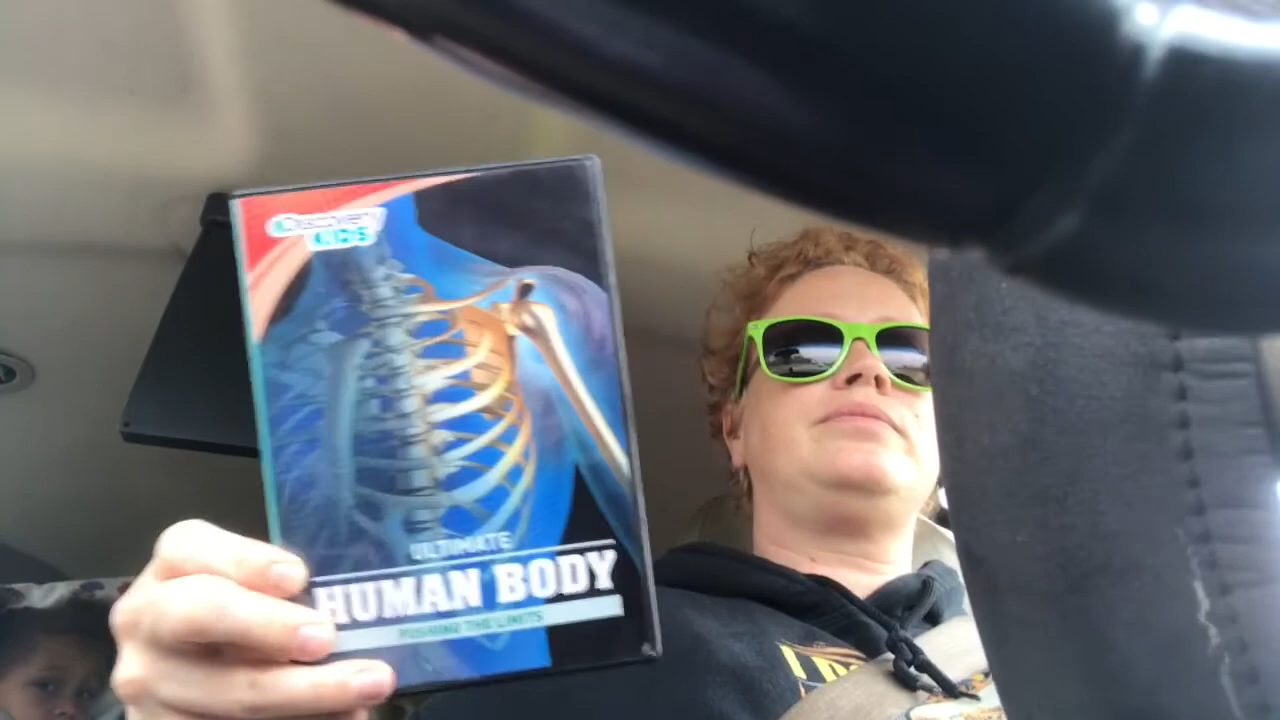 Discovery
KIDS
ULTIMATE
HUMAN BODY
PUSHING THE LIMITS